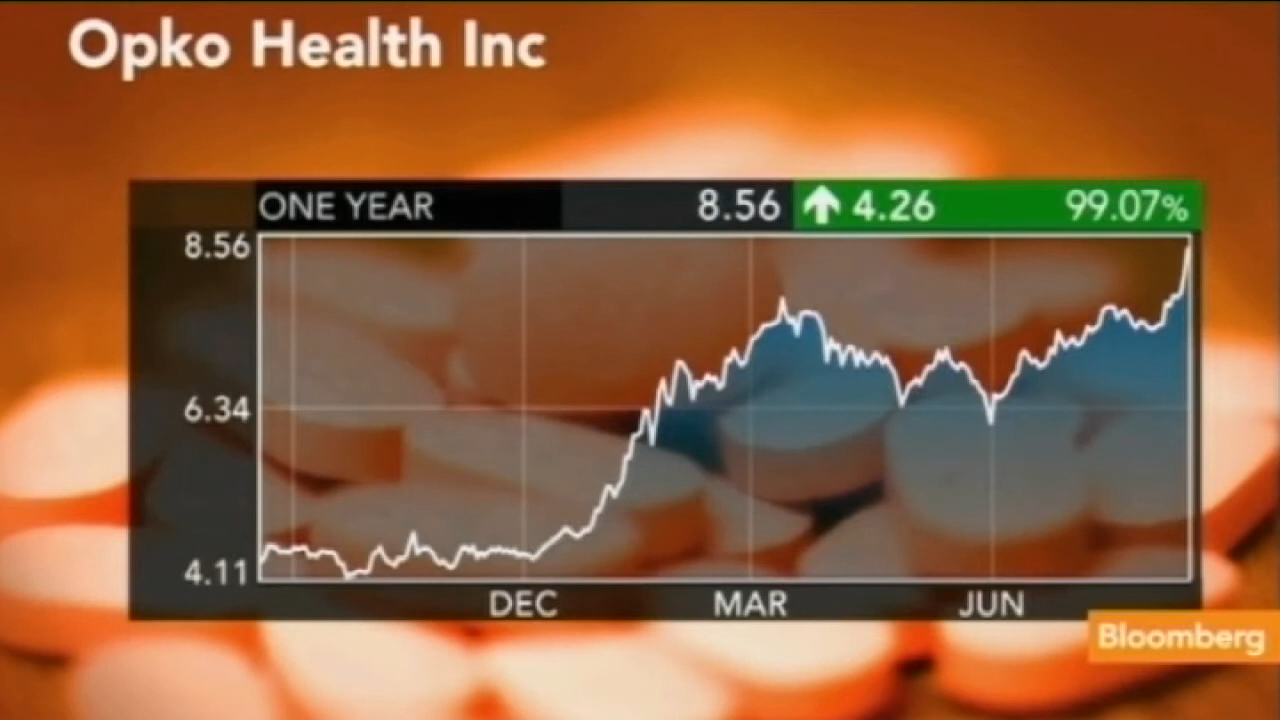 Opko Health Inc
ONE YEAR 8.56 4.26 99.07%
8.56
6.34
4.11
DEC MAR JUN
Bloomberg